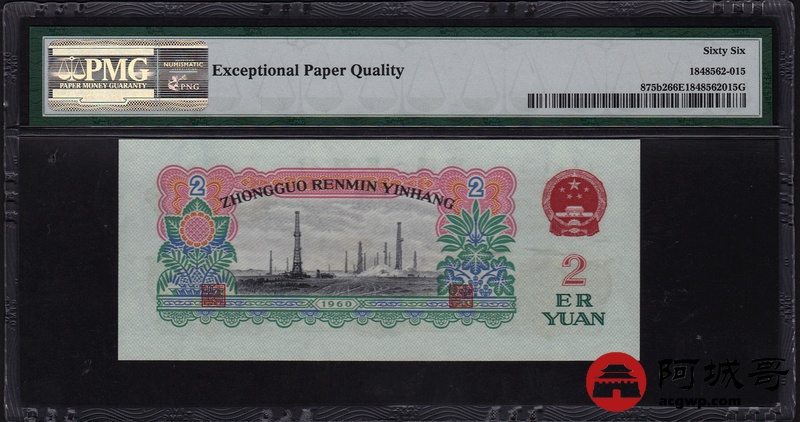 PMG
PAPER MONEY GUARANTY
NUMISMATIC
PNG
Exceptional Paper Quality
Sixty Six
1848562-015
875b266E1848562015G
2
2
ZHONGGUO RENMIN YINHANG
1960
2
ER
YUAN
阿城哥
acgwp.com